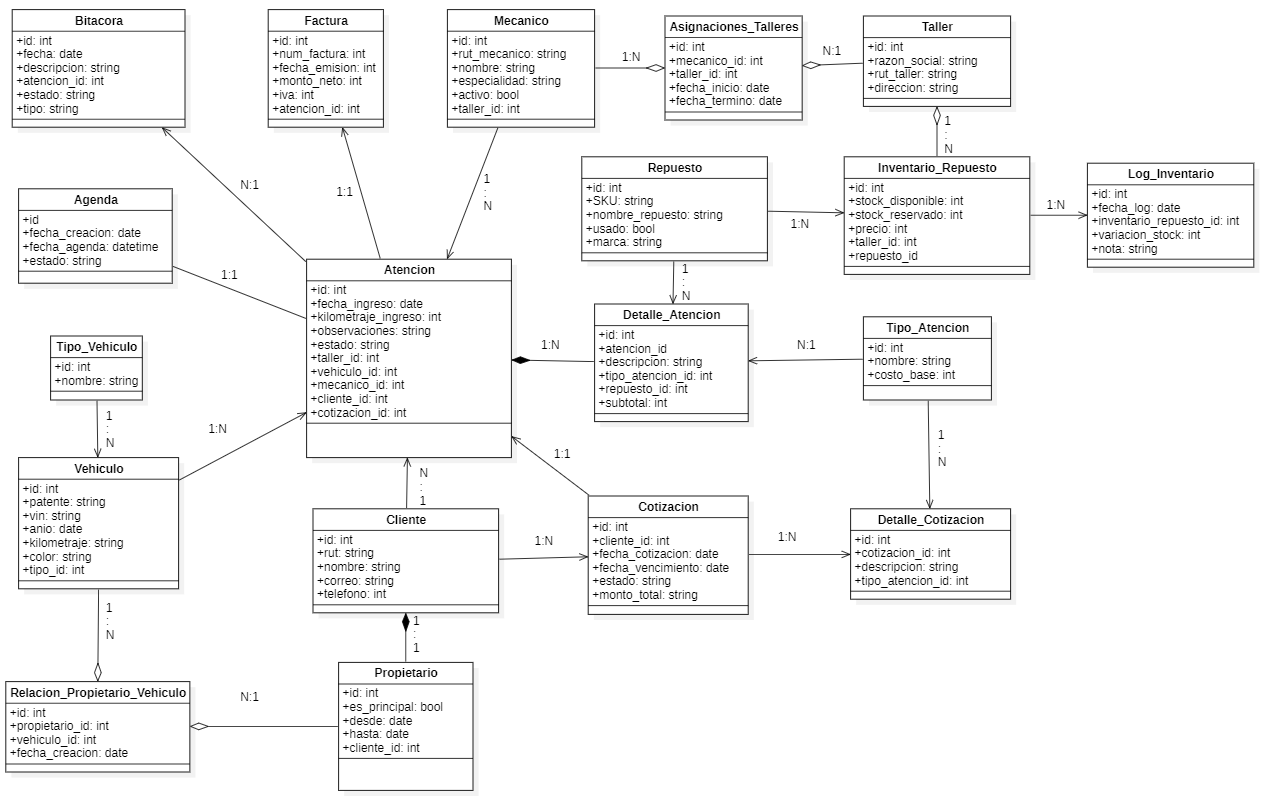 Bitacora
+id: int
+fecha: date
+descripcion: string
+atencion_id: int
+estado: string
+tipo: string
Factura
+id: int
+num_factura: int
+fecha_emision: int
+monto_neto: int
+iva: int
+atencion_id: int
Mecanico
+id: int
+rut_mecanico: string
+nombre: string
+especialidad: string
+activo: bool
+taller_id: int
1:N
Asignaciones_Talleres
+id: int
+mecanico_id: int
+taller_id: int
+fecha_inicio: date
+fecha_termino: date
N:1
Taller
+id: int
+razon_social: string
+rut_taller: string
+direccion: string
1
:
N
N:1
1:1
1
:
N
Agenda
+id
+fecha_creacion: date
+fecha_agenda: datetime
+estado: string
1:1
Repuesto
+id: int
+SKU: string
+nombre_repuesto: string
+usado: bool
+marca: string
1:N
Inventario_Repuesto
+id: int
+stock_disponible: int
+stock_reservado: int
+precio: int
+taller_id: int
+repuesto_id
1:N
Log_Inventario
+id: int
+fecha_log: date
+inventario_repuesto_id: int
+variacion_stock: int
+nota: string
1
:
N
Atencion
+id: int
+fecha_ingreso: date
+kilometraje_ingreso: int
+observaciones: string
+estado: string
+taller_id: int
+vehiculo_id: int
+mecanico_id: int
+cliente_id: int
+cotizacion_id: int
1:N
Detalle_Atencion
+id: int
+atencion_id
+descripcion: string
+tipo_atencion_id: int
+repuesto_id: int
+subtotal: int
N:1
Tipo_Atencion
+id: int
+nombre: string
+costo_base: int
1
:
N
Tipo_Vehiculo
+id: int
+nombre: string
1
:
N
1:N
Vehiculo
+id: int
+patente: string
+vin: string
+anio: date
+kilometraje: string
+color: string
+tipo_id: int
N
:
1
1:1
Cliente
+id: int
+rut: string
+nombre: string
+correo: string
+telefono: int
1:N
Cotizacion
+id: int
+cliente_id: int
+fecha_cotizacion: date
+fecha_vencimiento: date
+estado: string
+monto_total: string
1:N
Detalle_Cotizacion
+id: int
+cotizacion_id: int
+descripcion: string
+tipo_atencion_id: int
1
:
N
1
:
1
Relacion_Propietario_Vehiculo
+id: int
+propietario_id: int
+vehiculo_id: int
+fecha_creacion: date
N:1
Propietario
+id: int
+es_principal: bool
+desde: date
+hasta: date
+cliente_id: int